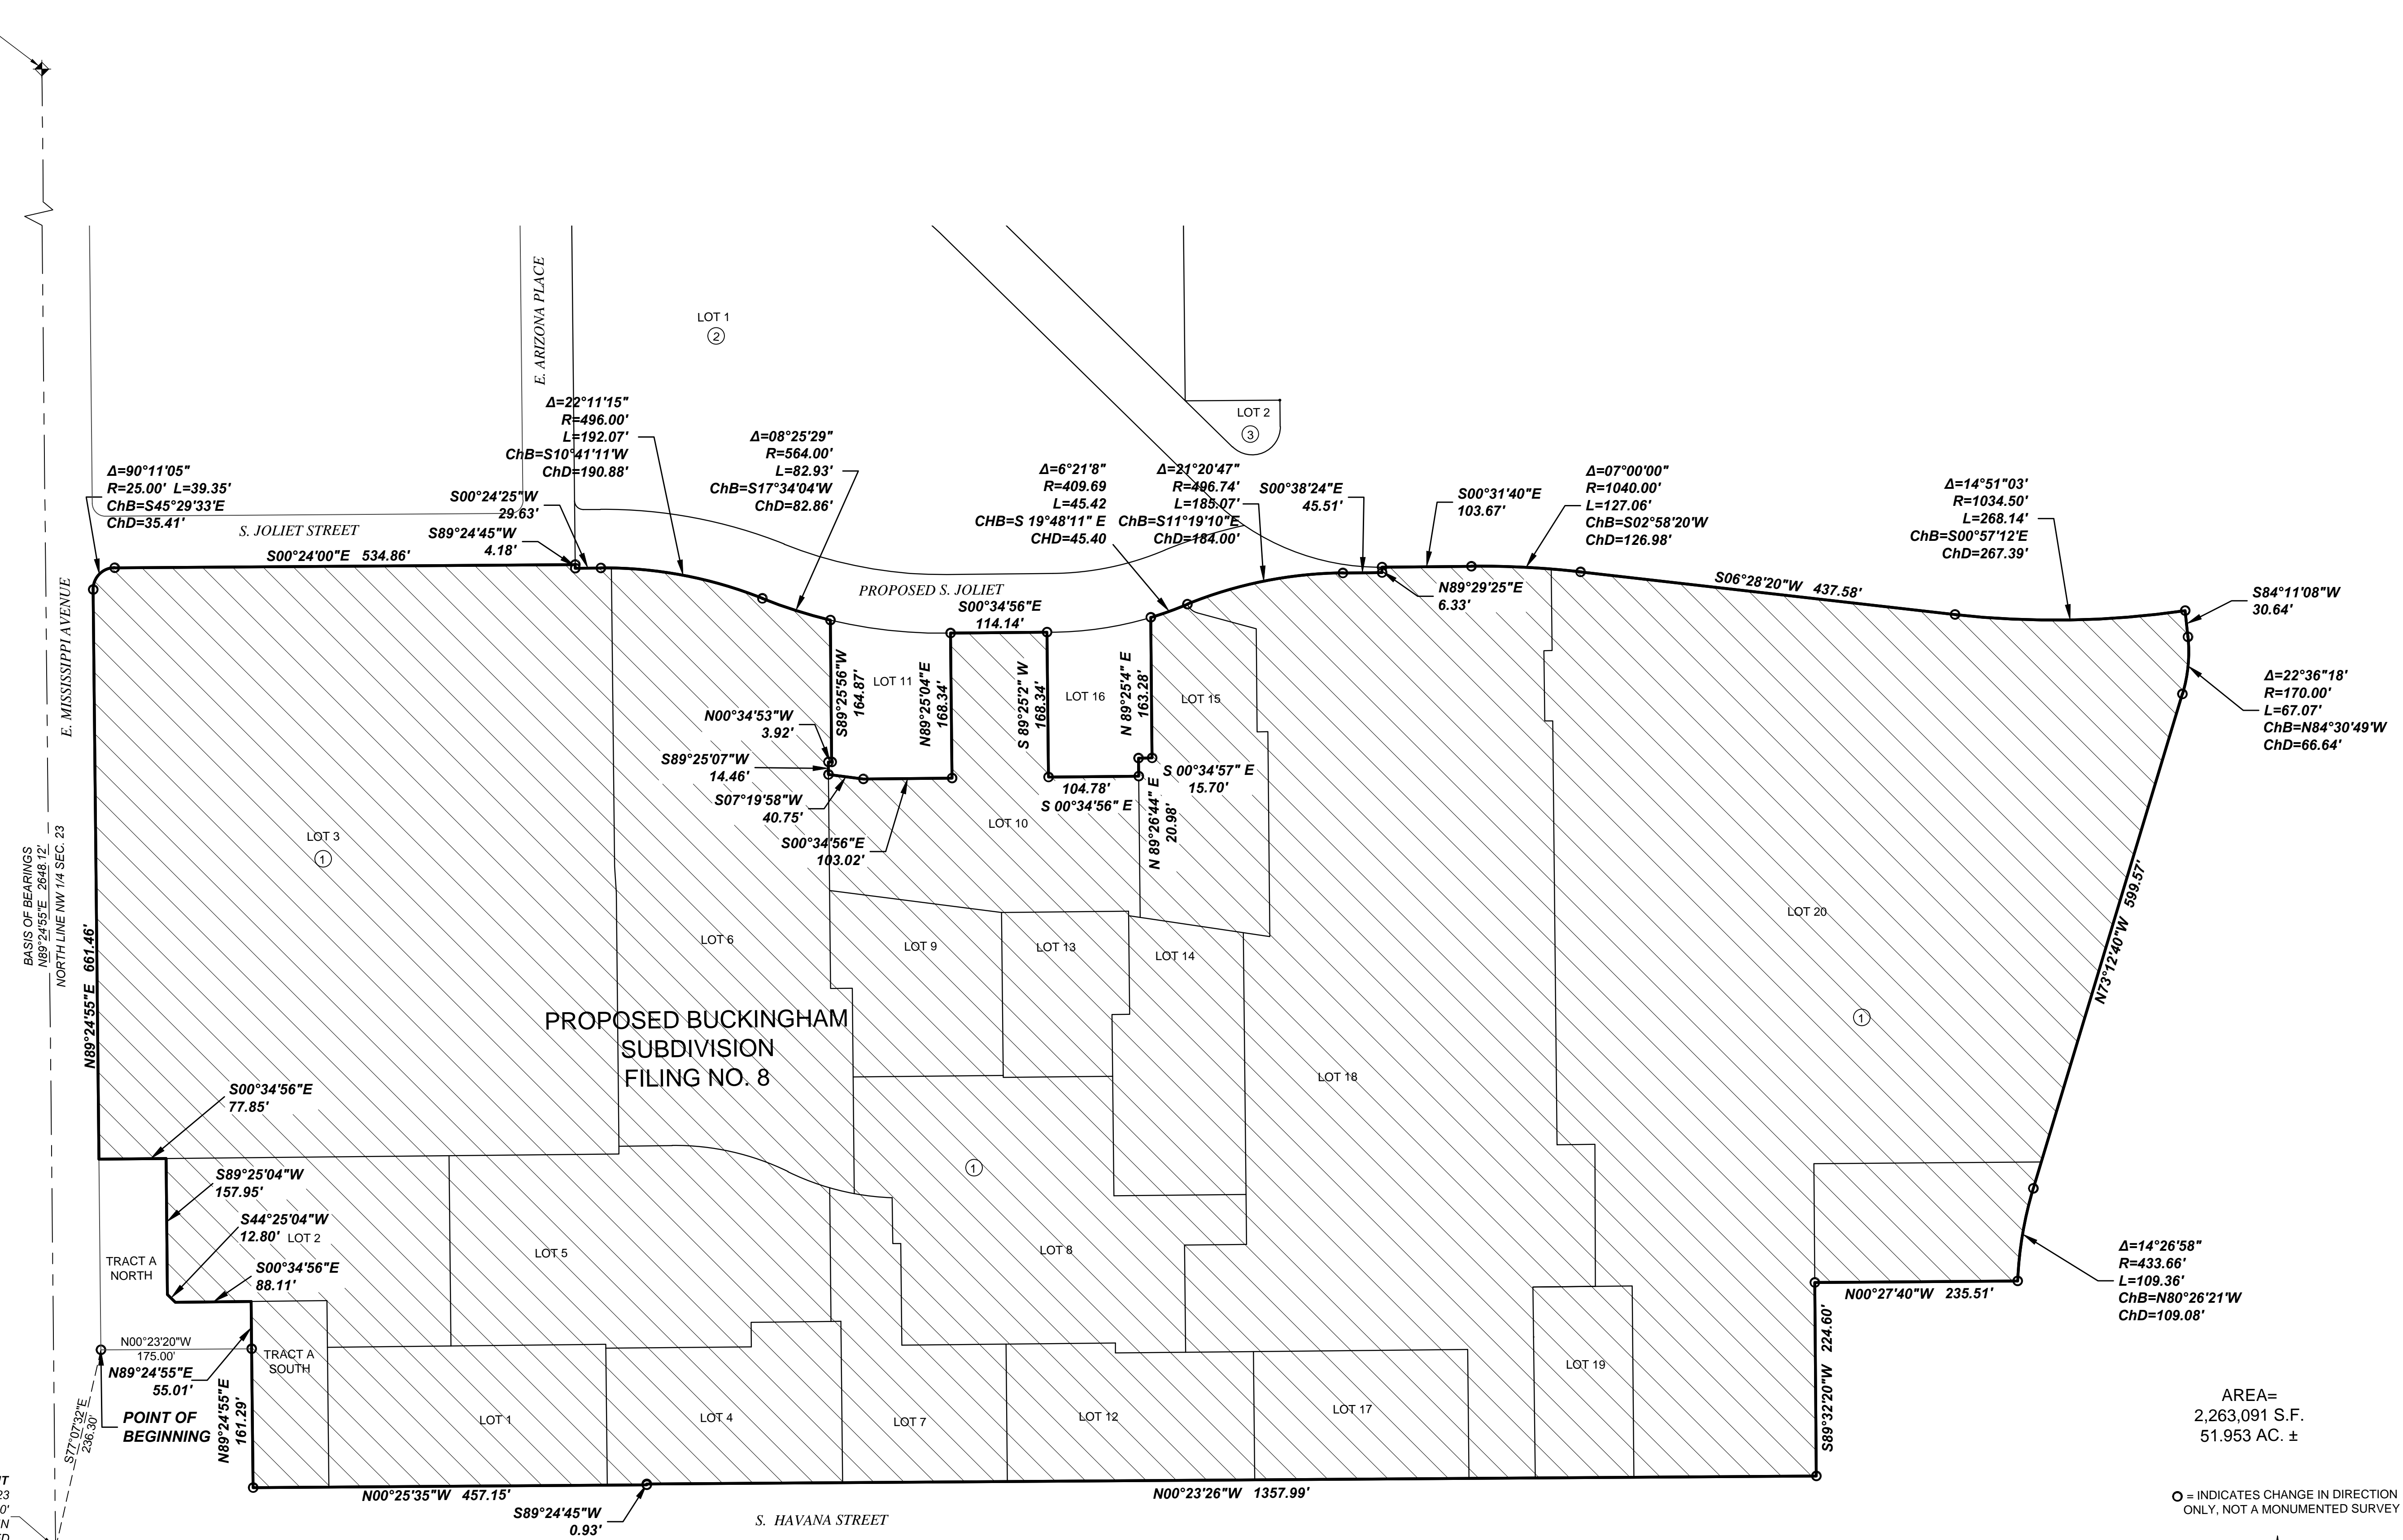 E. ARIZONA PLACE
LOT 1
2
LOT 2
3
Δ=90°11'05"
R=25.00' L=39.35'
ChB=S45°29'33'E
ChD=35.41'
S. JOLIET STREET
S00°24'00"E 534.86'
S89°24'45"W
4.18'
S00°24'25"W
29.63'
Δ=22°11'15"
R=496.00'
L=192.07'
ChB=S10°41'11'W
ChD=190.88'
Δ=08°25'29"
R=564.00'
L=82.93'
ChB=S17°34'04'W
ChD=82.86'
PROPOSED S. JOLIET
S00°34'56"E
114.14'
Δ=6°21'8"
R=409.69
L=45.42
CHB=S 19°48'11" E
CHD=45.40
Δ=21°20'47"
R=496.74'
L=185.07'
ChB=S11°19'10"E
ChD=184.00'
S00°38'24"E
45.51'
N89°29'25"E
6.33'
S00°31'40"E
103.67'
Δ=07°00'00"
R=1040.00'
L=127.06'
ChB=S02°58'20'W
ChD=126.98'
S06°28'20"W 437.58'
Δ=14°51'03'
R=1034.50'
L=268.14'
ChB=S00°57'12'E
ChD=267.39'
S84°11'08"W
30.64'
Δ=22°36"18'
R=170.00'
L=67.07'
ChB=N84°30'49'W
ChD=66.64'
E. MISSISSIPPI AVENUE
BASIS OF BEARINGS
N89°24'55"E 2648.12'
NORTH LINE NW 1/4 SEC. 23
N89°24'55"E 661.46'
S89°25'56"W
164.87'
LOT 11
N89°25'04"E
168.34'
S 89°25'2" W
168.34'
LOT 16
N 89°25'4" E
163.28'
LOT 15
N00°34'53"W
3.92'
S89°25'07"W
14.46'
S07°19'58"W
40.75'
S00°34'56"E
103.02'
104.78'
S 00°34'56" E
S 00°34'57" E
15.70'
N 89°26'44" E
20.98'
LOT 3
1
LOT 10
LOT 6
LOT 9
LOT 13
LOT 14
LOT 20
1
N73°12'40"W 599.57'
PROPOSED BUCKINGHAM
SUBDIVISION
FILING NO. 8
LOT 18
S00°34'56"E
77.85'
1
S89°25'04"W
157.95'
S44°25'04"W
12.80' LOT 2
TRACT A
NORTH
S00°34'56"E
88.11'
LOT 5
LOT 8
N00°23'20"W
175.00'
TRACT A
SOUTH
N89°24'55"E
55.01'
N89°24'55"E
161.29'
POINT OF
BEGINNING
S77°07'32"E
236.30'
LOT 1
LOT 4
LOT 7
LOT 12
LOT 17
LOT 19
N00°27'40"W 235.51'
S89°32'20"W 224.60'
Δ=14°26'58"
R=433.66'
L=109.36'
ChB=N80°26'21'W
ChD=109.08'
AREA=
2,263,091 S.F.
51.953 AC. ±
N00°25'35"W 457.15'
S89°24'45"W
0.93'
S. HAVANA STREET
N00°23'26"W 1357.99'
= INDICATES CHANGE IN DIRECTION
ONLY, NOT A MONUMENTED SURVEY
23